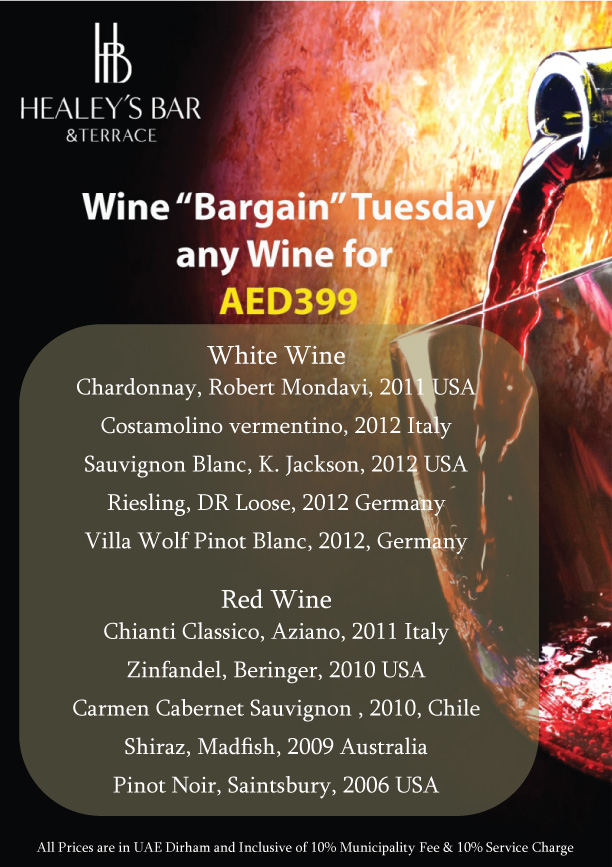 HB
HEALEY'S BAR
& TERRACE
Wine “Bargain” Tuesday
any Wine for
AED399
White Wine
Chardonnay, Robert Mondavi, 2011 USA
Costamolino vermentino, 2012 Italy
Sauvignon Blanc, K. Jackson, 2012 USA
Riesling, DR Loose, 2012 Germany
Villa Wolf Pinot Blanc, 2012, Germany
Red Wine
Chianti Classico, Aziano, 2011 Italy
Zinfandel, Beringer, 2010 USA
Carmen Cabernet Sauvignon , 2010, Chile
Shiraz, Madfish, 2009 Australia
Pinot Noir, Saintsbury, 2006 USA
All Prices are in UAE Dirham and Inclusive of 10% Municipality Fee & 10% Service Charge